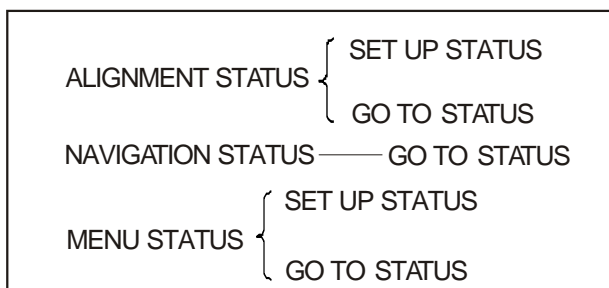 SET UP STATUS
ALIGNMENT STATUS
GO TO STATUS
NAVIGATION STATUS GO TO STATUS
SET UP STATUS
MENU STATUS
GO TO STATUS